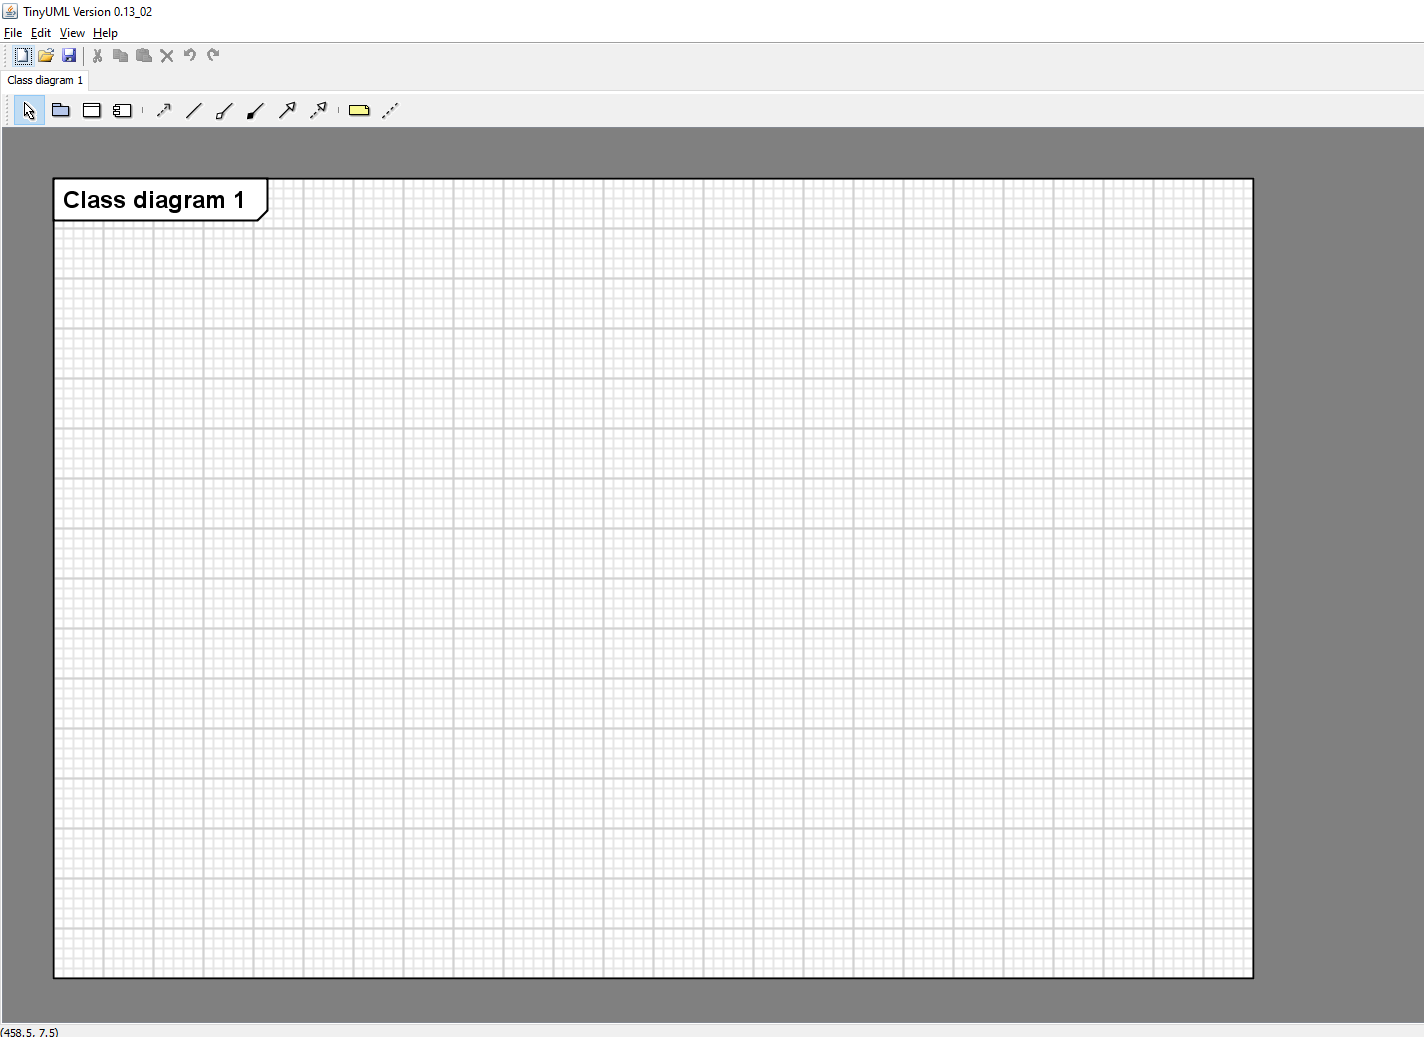 TinyUML Version 0.13_02
File Edit View Help
Class diagram 1
Class diagram 1
(458.5, 7.5)